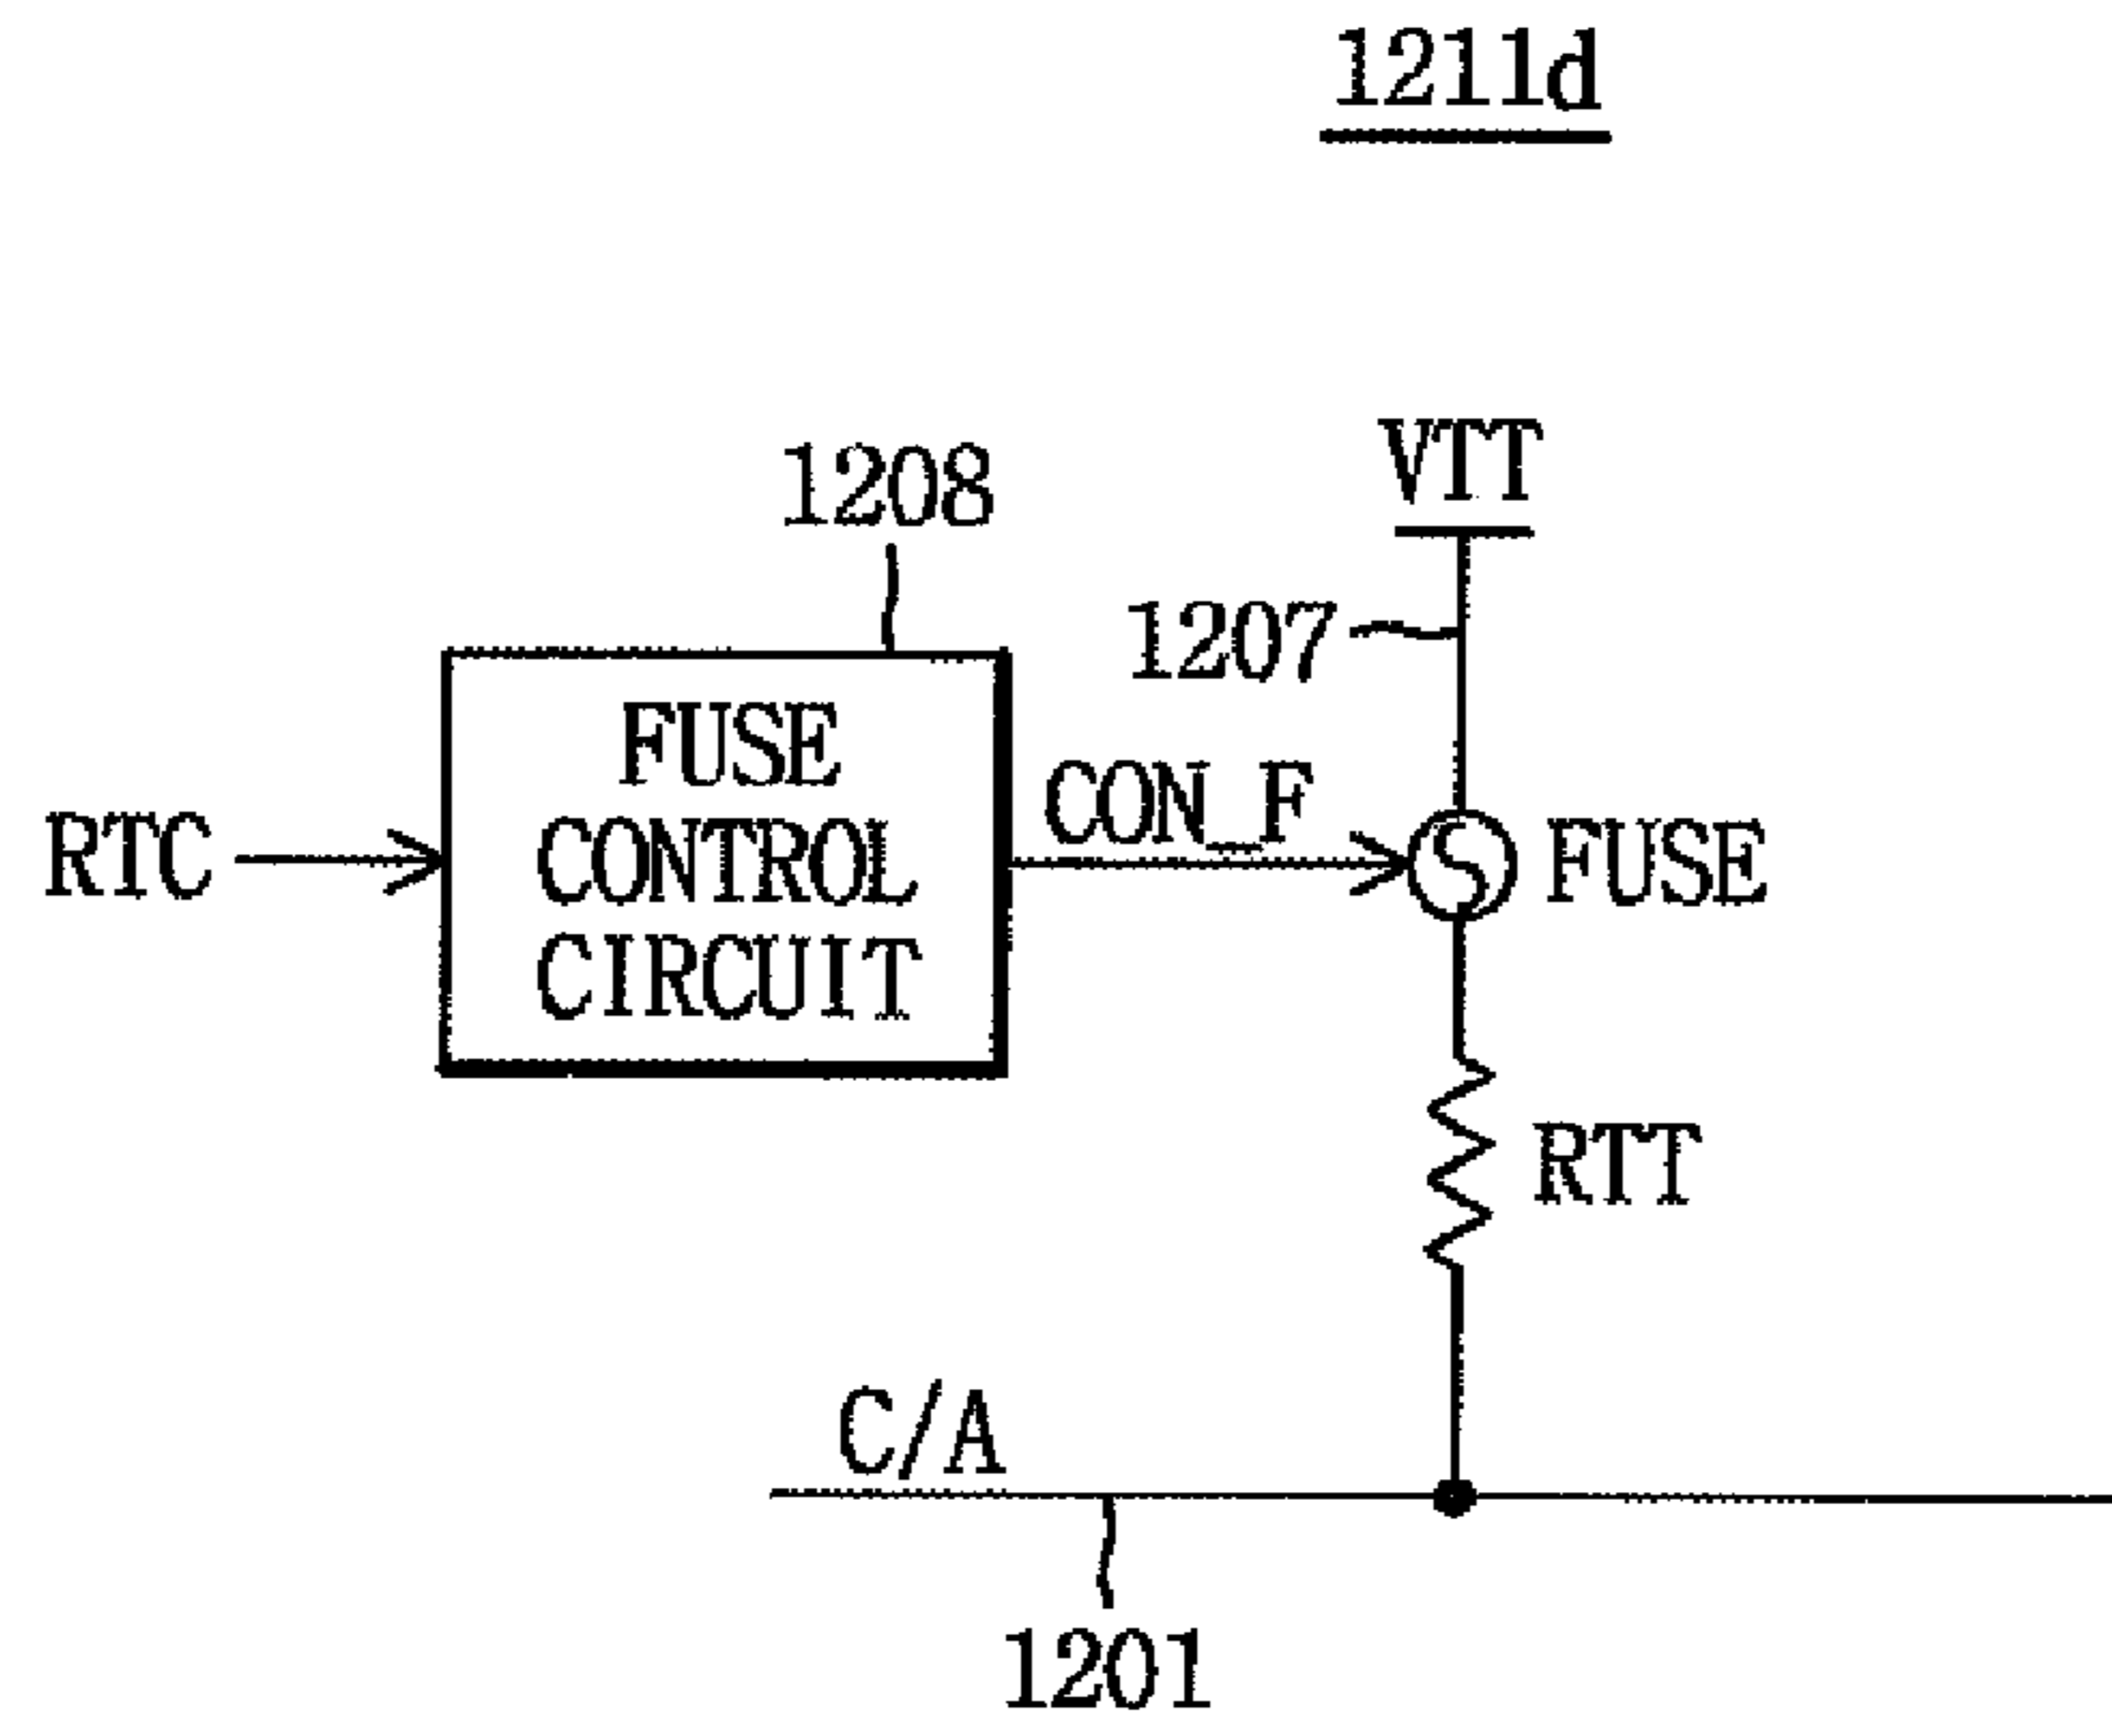 1211d
VTT
1208
1207
FUSE
CONTROL
CIRCUIT
RTC
CON_F
FUSE
RTT
C/A
1201